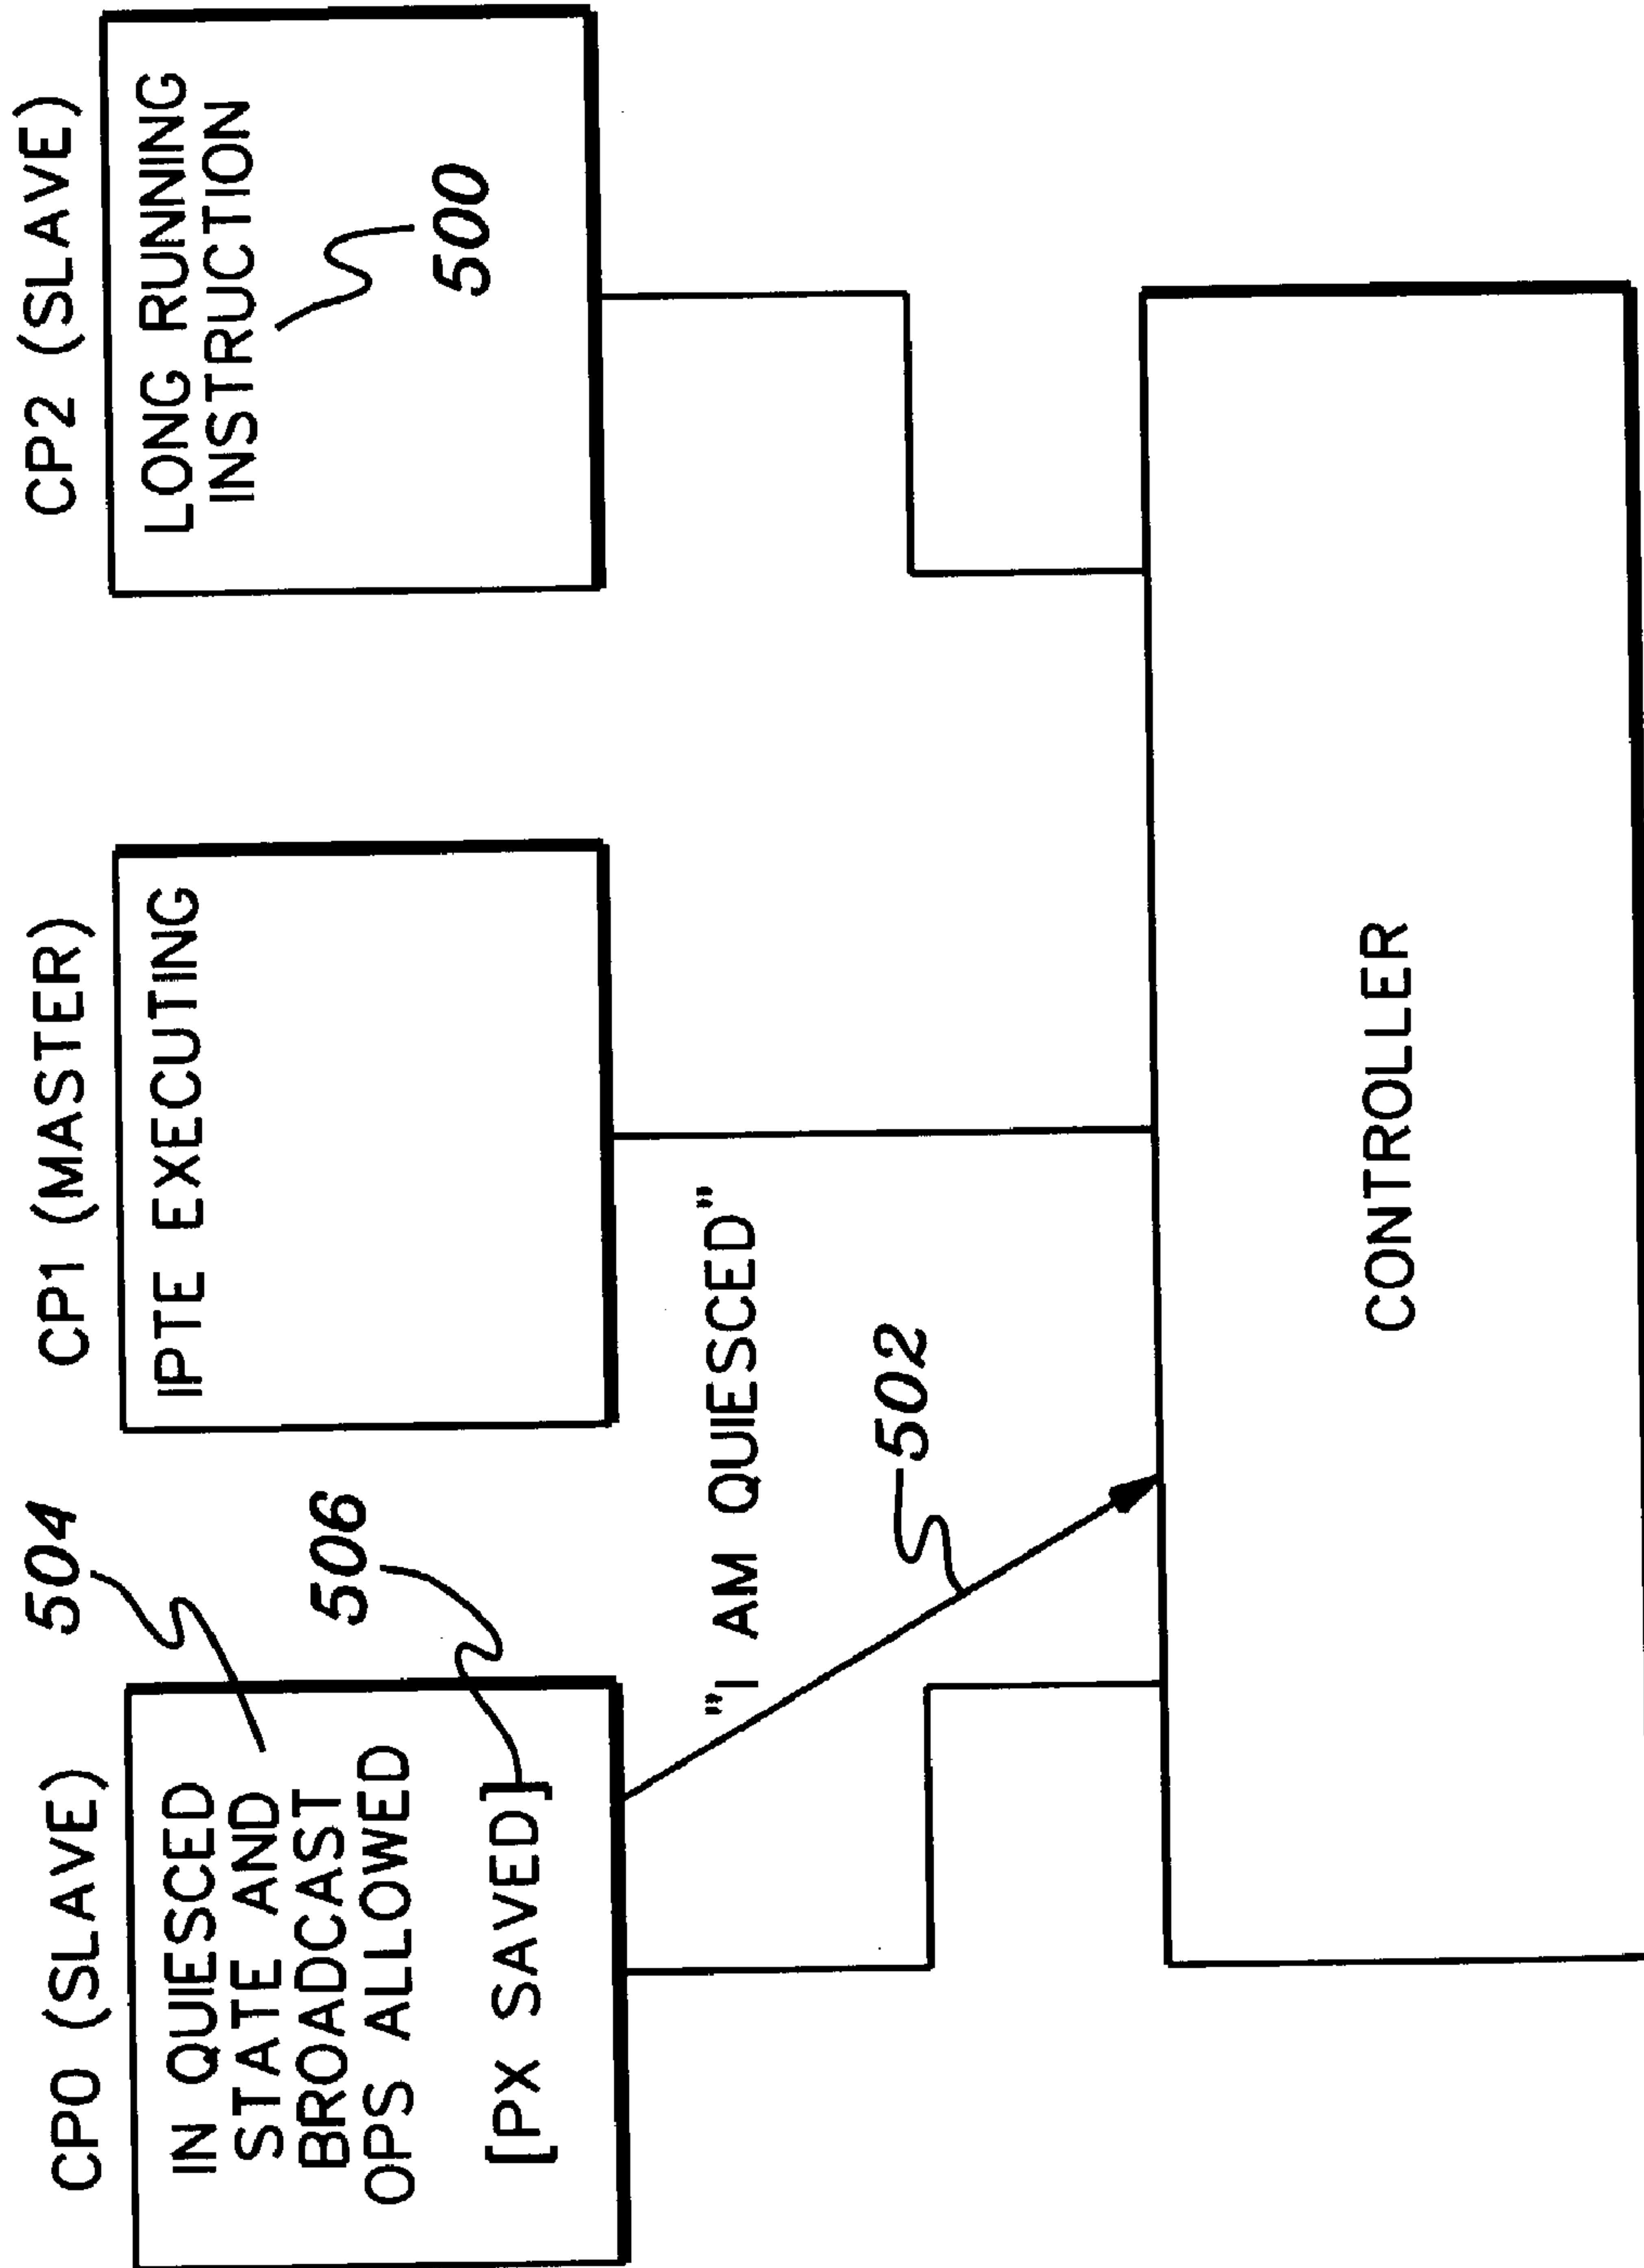 CP0 (SLAVE)
504
IN QUIESCED
STATE AND
BROADCAST
OPS ALLOWED
506
[PX SAVED]
CP1 (MASTER)
IPTE EXECUTING
CP2 (SLAVE)
LONG RUNNING
INSTRUCTION
500
"I AM QUIESCED"
502
CONTROLLER